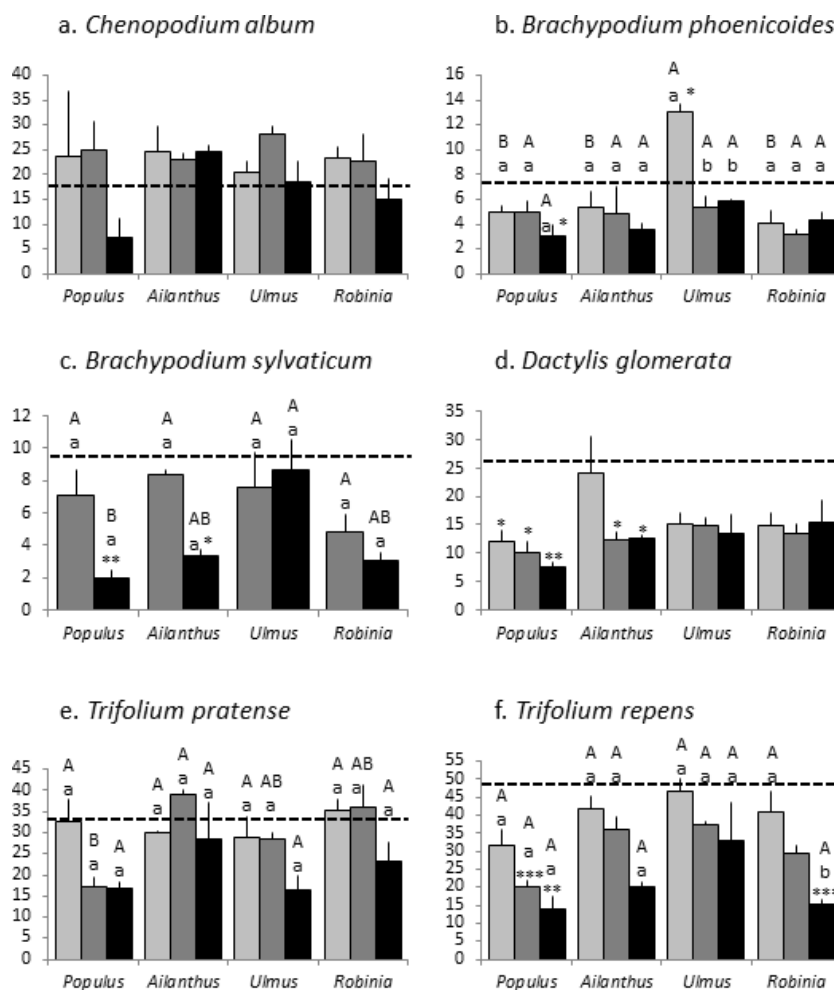 a. Chenopodium album
40
35
30
25
20
15
10
5
0
Populus Ailanthus Ulmus Robinia
b. Brachypodium phoenicoides
16
14
12
10
8
6
4
2
0
A
a *
B A B A A A A B A A
a a a a a b b a a a
A
a *
Populus Ailanthus Ulmus Robinia
c. Brachypodium sylvaticum
12
10
8
6
4
2
0
A A A A
a a a a
B AB A AB
a a * a a
**
Populus Ailanthus Ulmus Robinia
d. Dactylis glomerata
35
30
25
20
15
10
5
0
* * ** * *
Populus Ailanthus Ulmus Robinia
e. Trifolium pratense
45
40
35
30
25
20
15
10
5
0
A B A A A A A AB A A AB A
a a a a a a a a a a a a
Populus Ailanthus Ulmus Robinia
f. Trifolium repens
55
50
45
40
35
30
25
20
15
10
5
0
A A A A A A A A A A
a a a a a a a a a b
*** ** ***
Populus Ailanthus Ulmus Robinia